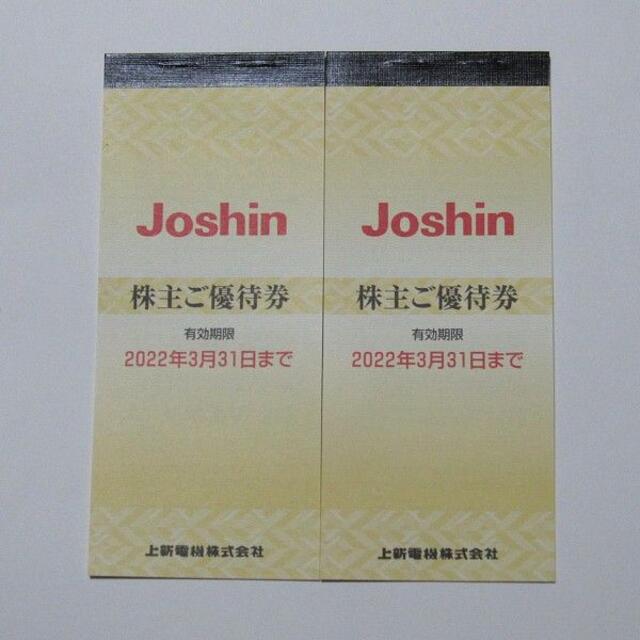 Joshin
株主ご優待券
有効期限
2022年3月31日まで
上新電機株式会社
Joshin
株主ご優待券
有効期限
2022年3月31日まで
上新電機株式会社